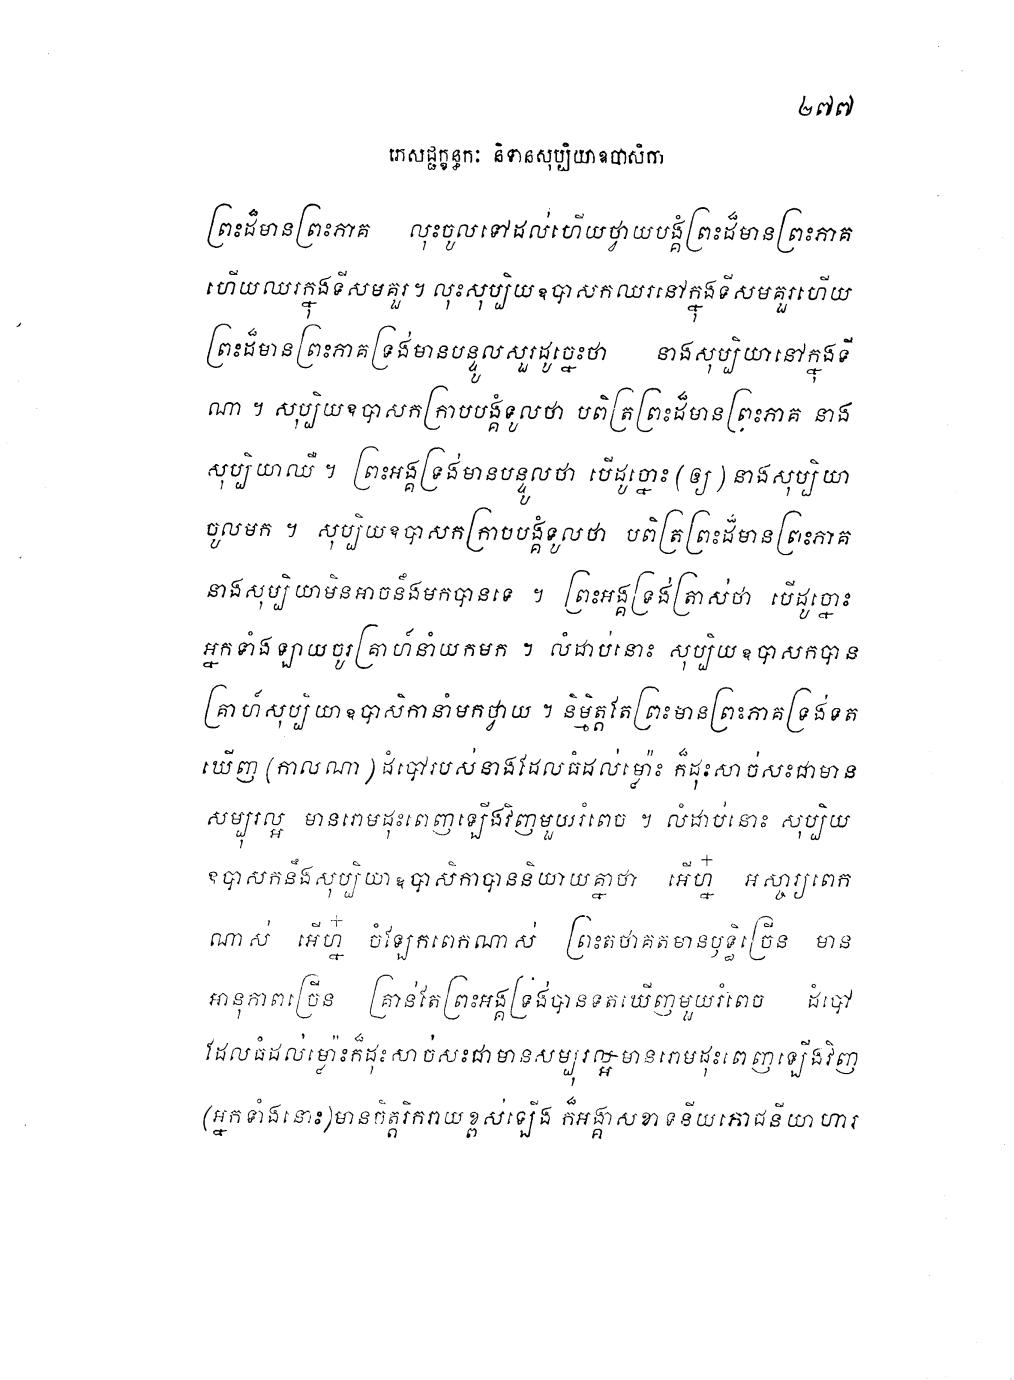 ២៧៧
ភេសដ្ជក្ខន្ធកៈ និទានសុប្បិយាឧបាសិកា
ព្រះដ៏មានព្រះភាគ លុះចូលទៅដល់ហើយថ្វាយបង្គំព្រះដ៏មានព្រះភាគ
ហើយឈរក្នុងទីសមគួរ។ លុះសុប្បិយឧបាសកឈរនៅក្នុងទីសមគួរហើយ
ព្រះដ៏មានព្រះភាគទ្រង់មានបន្ទូលសួរដូច្នេះថា នាងសុប្បិយានៅក្នុងទី
ណា ។ សុប្បិយឧបាសកក្រាបបង្គំទូលថា បពិត្រព្រះដ៏មានព្រះភាគ នាង
សុប្បិយាឈឺ ។ ព្រះអង្គទ្រង់មានបន្ទូលថា បើដូច្នោះ (ឲ្យ) នាងសុប្បិយា
ចូលមក ។ សុប្បិយឧបាសកក្រាបបង្គំទូលថា បពិត្រព្រះដ៏មានព្រះភាគ
នាងសុប្បិយាមិនអាចនឹងមកបានទេ ។ ព្រះអង្គទ្រង់ត្រាស់ថា បើដូច្នោះ
អ្នកទាំងឡាយចូរគ្រាហ៍នាំយកមក ។ លំដាប់នោះ សុប្បិយឧបាសកបាន
គ្រាហ៍សុប្បិយាឧបាសិកានាំមកថ្វាយ ។ និម្មិត្តតែព្រះមានព្រះភាគទ្រង់ទត
ឃើញ (កាលណា) ដំបៅរបស់នាងដែលធំដល់ម្ល៉ោះ ក៏ដុះសាច់សះជាមាន
សម្បុរល្អ មានរោមដុះពេញឡើងវិញមួយរំពេច ។ លំដាប់នោះ សុប្បិយ
ឧបាសកនឹងសុប្បិយាឧបាសិកាបាននិយាយគ្នាថា អើហ្ន៎ អស្ចារ្យពេក
ណាស់ អើហ្ន៎ ចំឡែកពេកណាស់ ព្រះតថាគតមានឫទ្ធិច្រើន មាន
អានុភាពច្រើន គ្រាន់តែព្រះអង្គទ្រង់បានទតឃើញមួយរំពេច ដំបៅ
ដែលធំដល់ម្ល៉ោះក៏ដុះសាច់សះជាមានសម្បុរល្អមានរោមដុះពេញឡើងវិញ
(អ្នកទាំងនោះ)មានចិត្តរីករាយខ្ពស់ឡើង ក៏អង្គាសខាទនីយភោជនីយាហារ